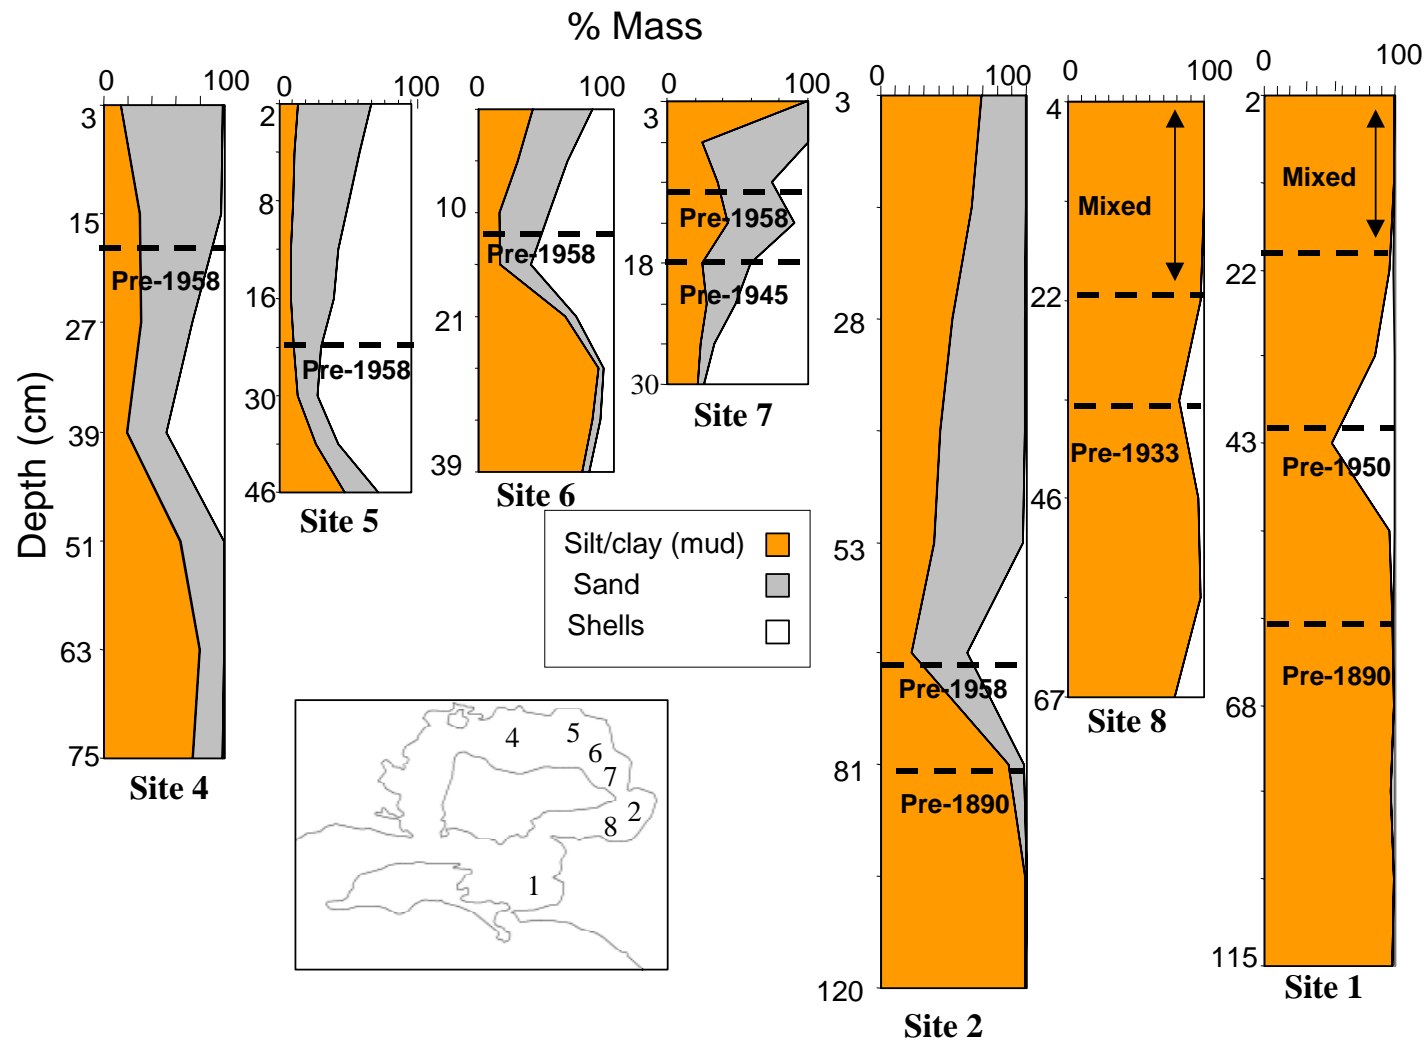 % Mass
Depth (cm)
0 100
3
15
Pre-1958
27
39
51
63
75
Site 4
0 100
2
8
16
Pre-1958
30
46
Site 5
0 100
10
Pre-1958
21
39
Site 6
0 100
3
Pre-1958
18
Pre-1945
30
Site 7
0 100
3
28
53
Pre-1958
81
Pre-1890
120
Site 2
0 100
4
Mixed
22
Pre-1933
46
67
Site 8
0 100
2
Mixed
22
43
Pre-1950
Pre-1890
68
115
Site 1
Silt/clay (mud)
Sand
Shells
4
5
6
7
2
8
1